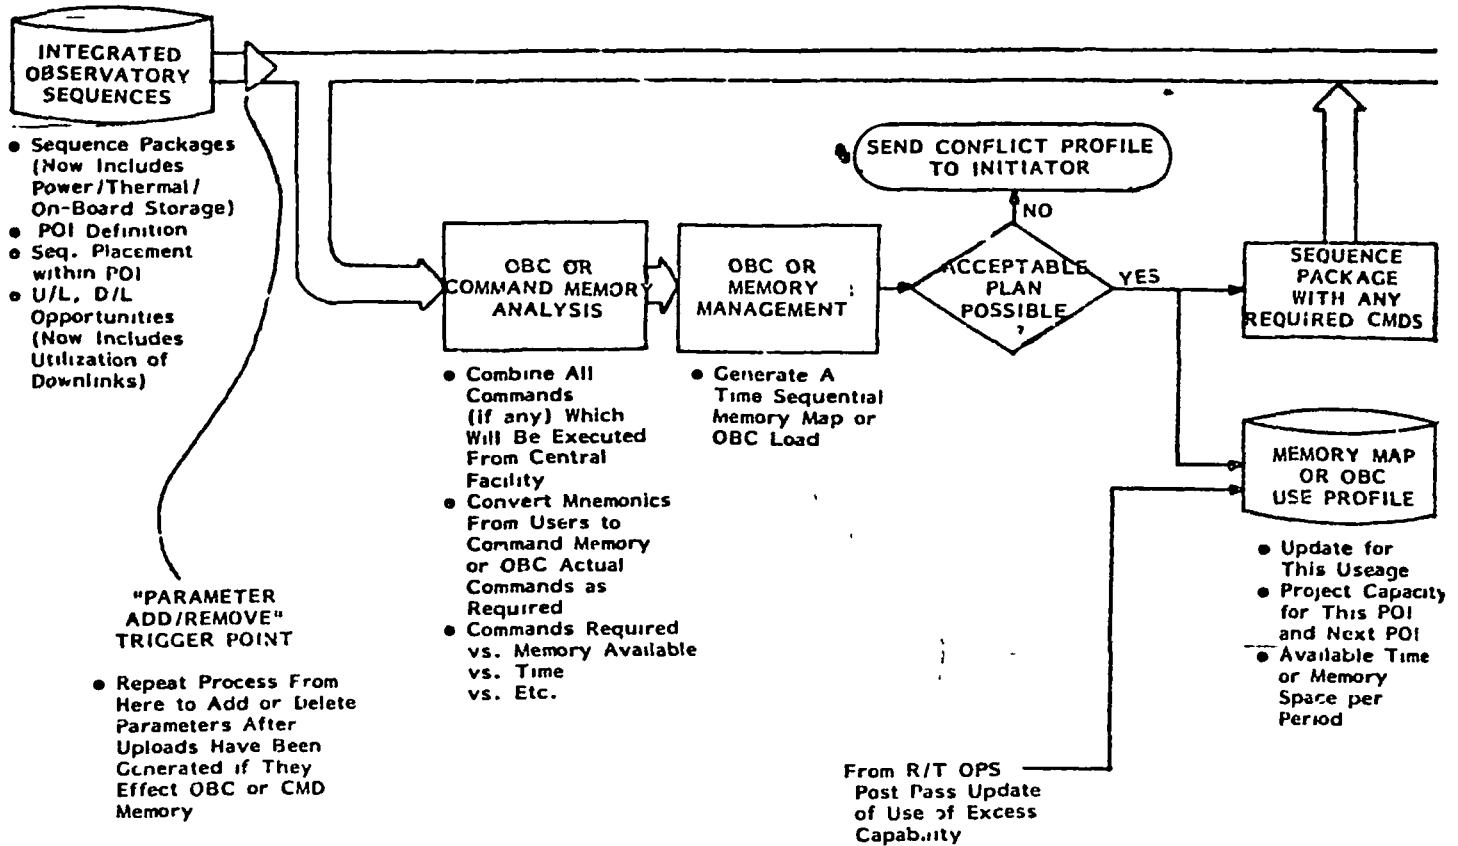 INTEGRATED
OBSERVATORY
SEQUENCES
● Sequence Packages
(Now Includes
Power/Thermal/
On-Board Storage)
● POI Definition
● Seq. Placement
within POI
● U/L, D/L
Opportunities
(Now Includes
Utilization of
Downlinks)
"PARAMETER
ADD/REMOVE"
TRIGGER POINT
● Repeat Process From
Here to Add or Delete
Parameters After
Uploads Have Been
Generated if They
Effect OBC or CMD
Memory
OBC OR
COMMAND MEMORY
ANALYSIS
● Combine All
Commands
(if any) Which
Will Be Executed
From Central
Facility
● Convert Mnemonics
From Users to
Command Memory
or OBC Actual
Commands as
Required
● Commands Required
vs. Memory Available
vs. Time
vs. Etc.
OBC OR
MEMORY
MANAGEMENT
● Generate A
Time Sequential
Memory Map or
OBC Load
SEND CONFLICT PROFILE
TO INITIATOR
NO
ACCEPTABLE
PLAN
POSSIBLE
?
YES
SEQUENCE
PACKAGE
WITH ANY
REQUIRED CMDS
MEMORY MAP
OR OBC
USE PROFILE
● Update for
This Useage
● Project Capacity
for This POI
and Next POI
● Available Time
or Memory
Space per
Period
From R/T OPS
Post Pass Update
of Use of Excess
Capability